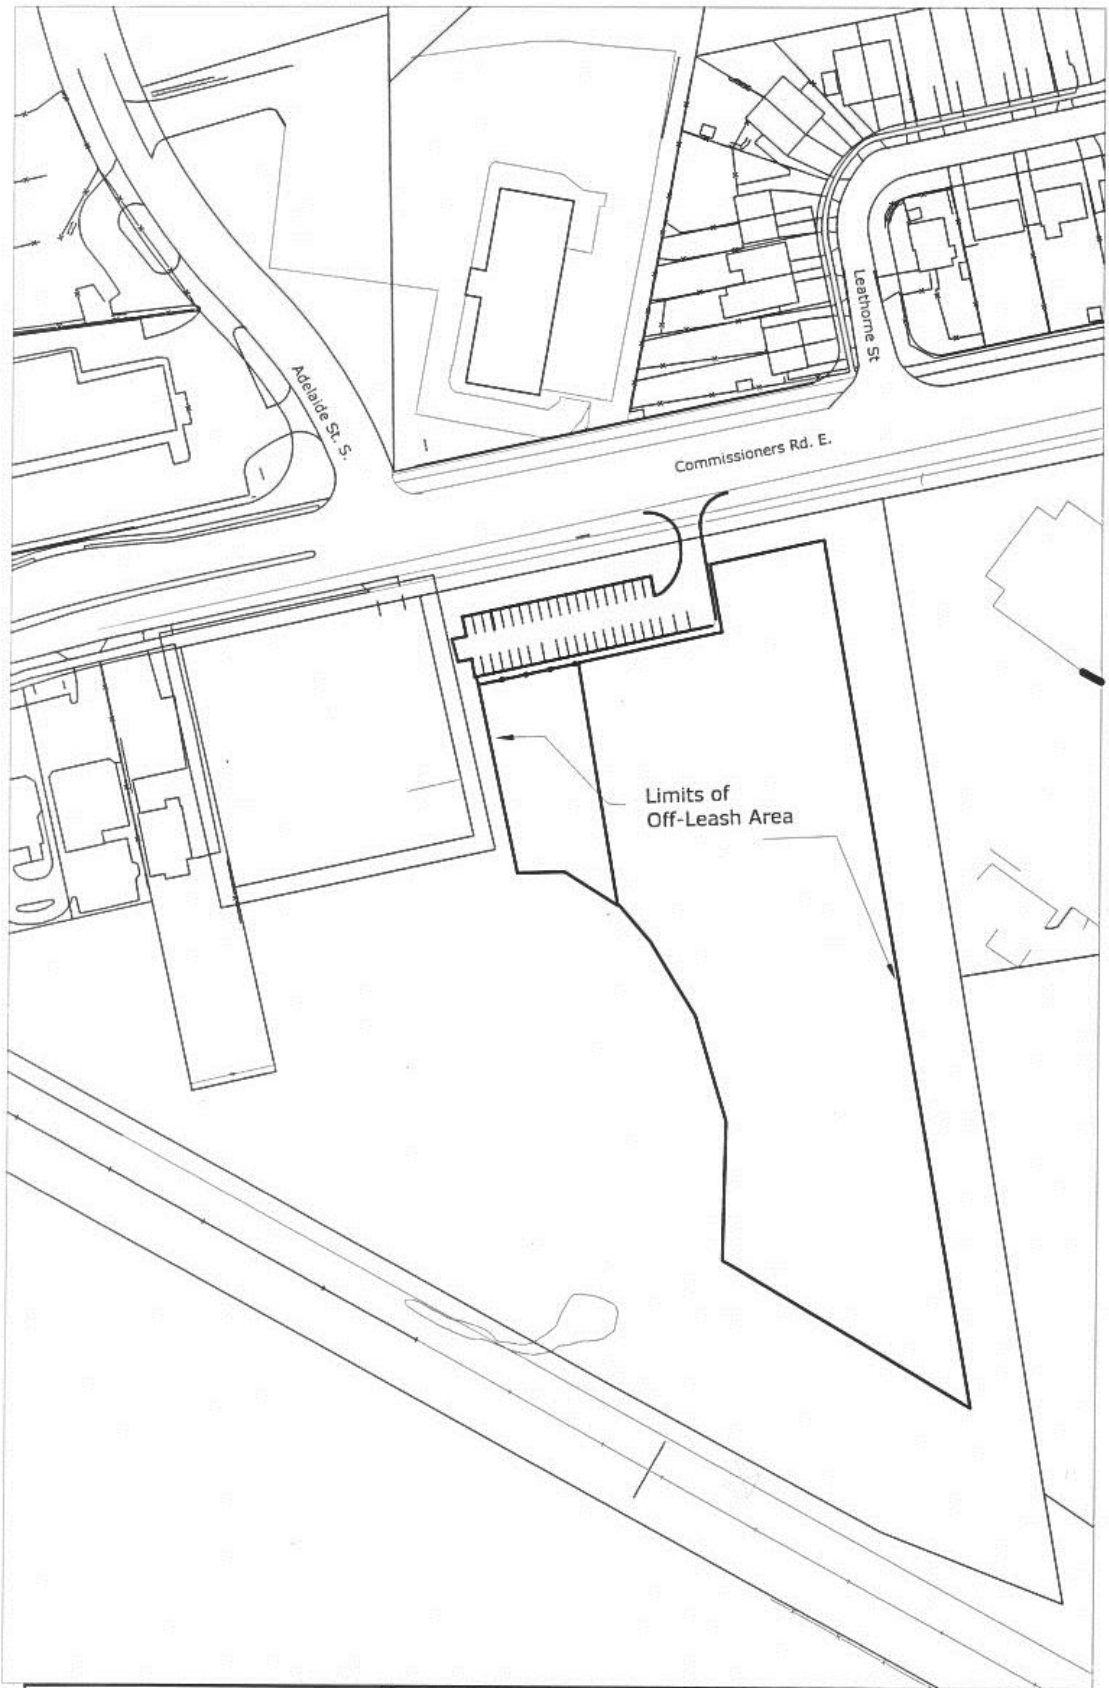 Leathorne St
Adelaide St. S.
Commissioners Rd. E.
Limits of
Off-Leash Area